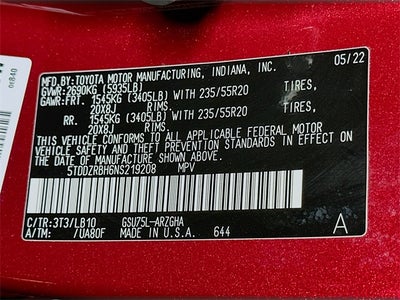 MFD.BY:TOYOTA MOTOR MANUFACTURING, INDIANA, INC. 05/22
GVWR: 2690KG (5935LB)
GAWR:FRT. 1545KG (3405LB) WITH 235/55R20
20X8J RIMS,
RR. 1545KG (3405LB) WITH 235/55R20
20X8J RIMS,
THIS VEHICLE CONFORMS TO ALL APPLICABLE FEDERAL MOTOR
VEHICLE SAFETY, BUMPER, AND THEFT PREVENTION STANDARDS IN
EFFECT ON THE DATE OF MANUFACTURE SHOWN ABOVE.
5TDDZRBH6NS219208 MPV
C/TR:3T3/LB10 GSU75L-ARZGHA
A/TM: /UA80F MADE IN U.S.A. 644 A